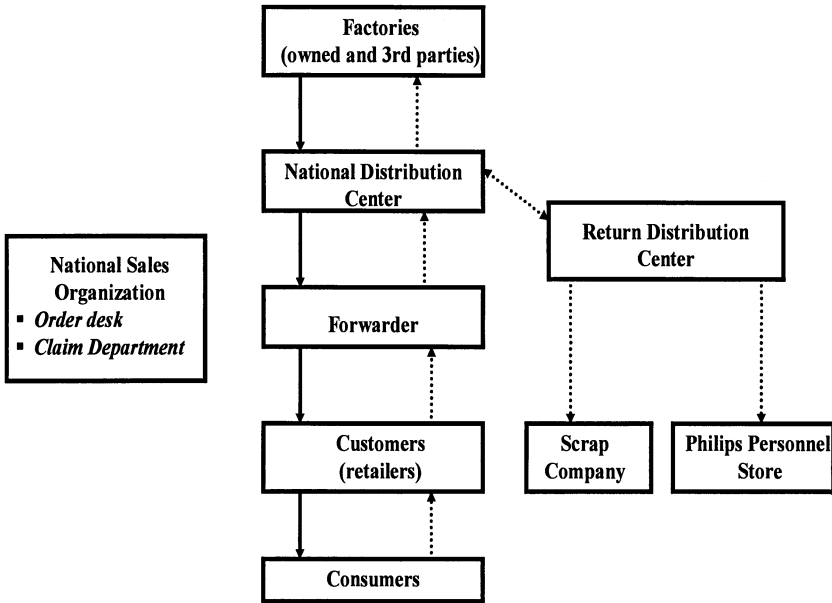 Factories
(owned and 3rd parties)
National Distribution
Center
Return Distribution
Center
National Sales
Organization
▪ Order desk
▪ Claim Department
Forwarder
Customers
(retailers)
Scrap
Company
Philips Personnel
Store
Consumers